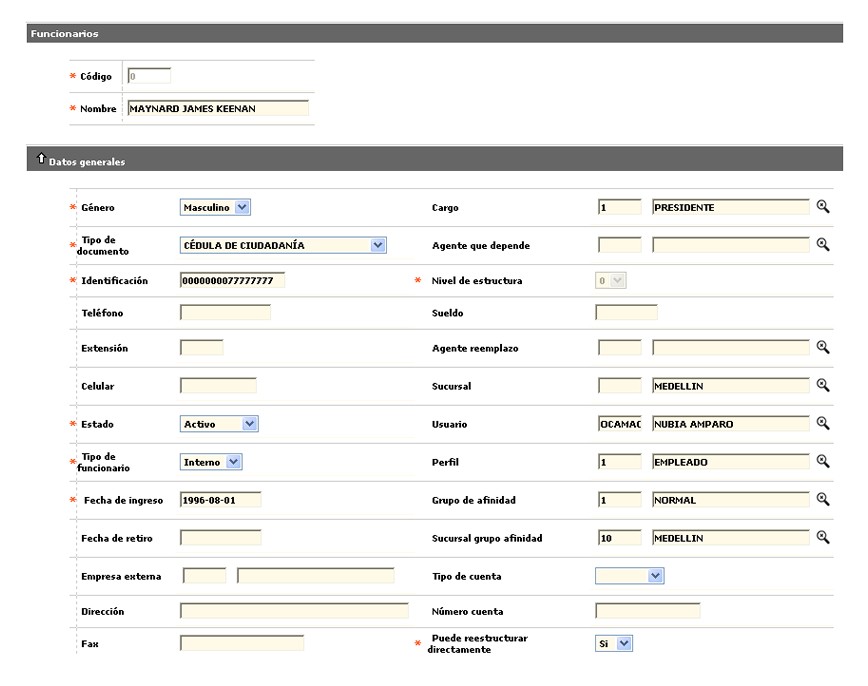 Funcionarios
* Código 0
* Nombre MAYNARD JAMES KEENAN
Datos generales
* Género Masculino Cargo 1 PRESIDENTE
* Tipo de documento CÉDULA DE CIUDADANÍA Agente que depende
* Identificación 0000000077777777 * Nivel de estructura 0
Teléfono Sueldo
Extensión Agente reemplazo
Celular Sucursal MEDELLIN
* Estado Activo Usuario OCAMAC NUBIA AMPARO
* Tipo de funcionario Interno Perfil 1 EMPLEADO
* Fecha de ingreso 1996-08-01 Grupo de afinidad 1 NORMAL
Fecha de retiro Sucursal grupo afinidad 10 MEDELLIN
Empresa externa Tipo de cuenta
Dirección Número cuenta
Fax * Puede reestructurar directamente Si